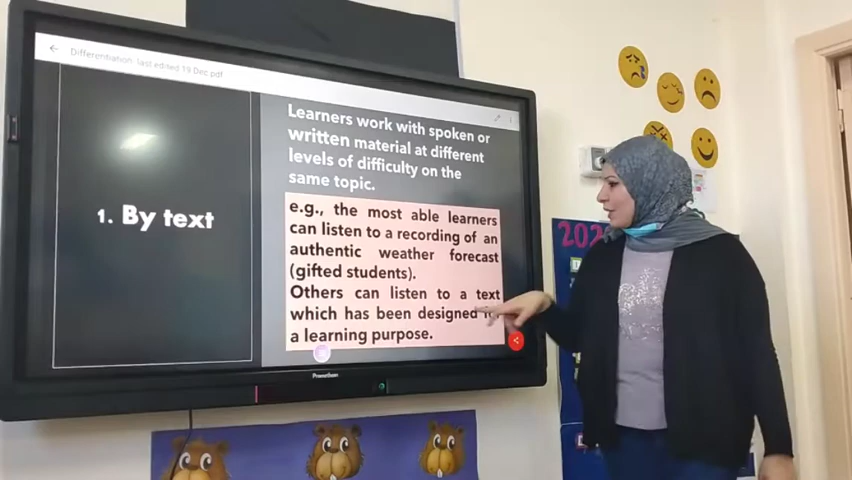 Differentiation last edited 19 Dec.pdf
Learners work with spoken or
written material at different
levels of difficulty on the
same topic.
1. By text
e.g., the most able learners
can listen to a recording of an
authentic weather forecast
(gifted students).
Others can listen to a text
which has been designed
a learning purpose.
Promethean